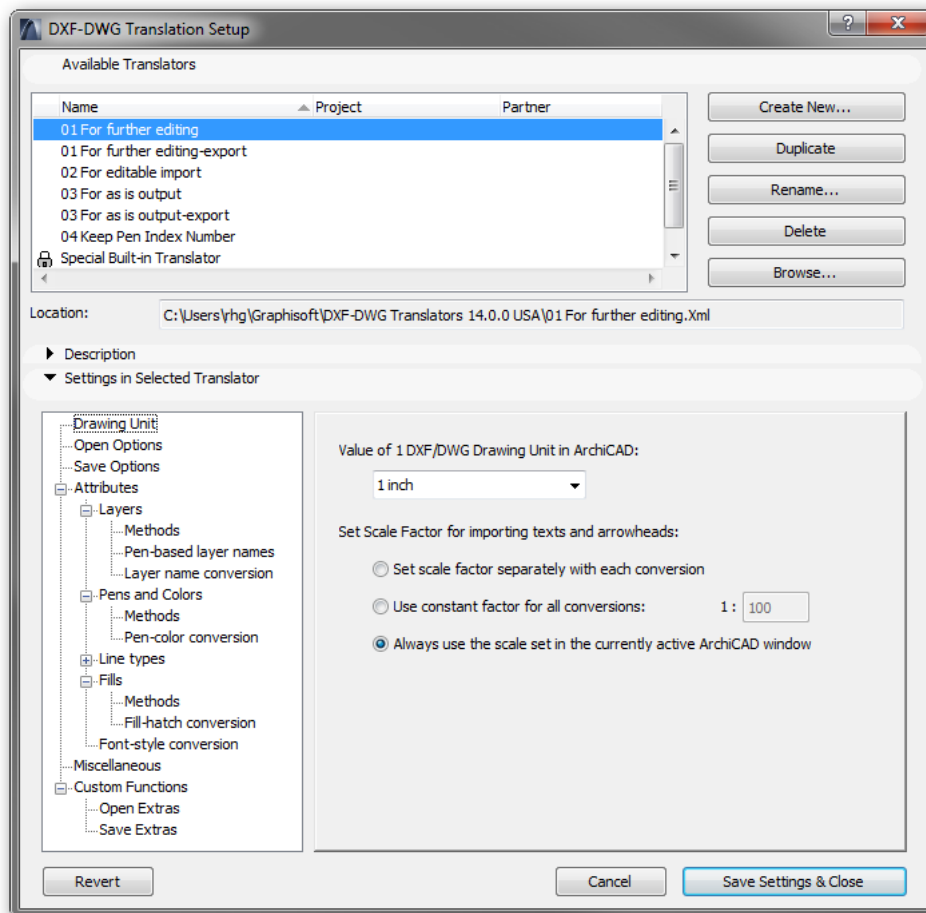 DXF-DWG Translation Setup
Available Translators
Name Project Partner
01 For further editing
01 For further editing-export
02 For editable import
03 For as is output
03 For as is output-export
04 Keep Pen Index Number
Special Built-in Translator
Create New...
Duplicate
Rename...
Delete
Browse...
Location: C:\Users\rhg\Graphisoft\DXF-DWG Translators 14.0.0 USA\01 For further editing.Xml
Description
Settings in Selected Translator
Drawing Unit
Open Options
Save Options
Attributes
Layers
Methods
Pen-based layer names
Layer name conversion
Pens and Colors
Methods
Pen-color conversion
Line types
Fills
Methods
Fill-hatch conversion
Font-style conversion
Miscellaneous
Custom Functions
Open Extras
Save Extras
Value of 1 DXF/DWG Drawing Unit in ArchiCAD:
1 inch
Set Scale Factor for importing texts and arrowheads:
Set scale factor separately with each conversion
Use constant factor for all conversions: 1 : 100
Always use the scale set in the currently active ArchiCAD window
Revert
Cancel
Save Settings & Close